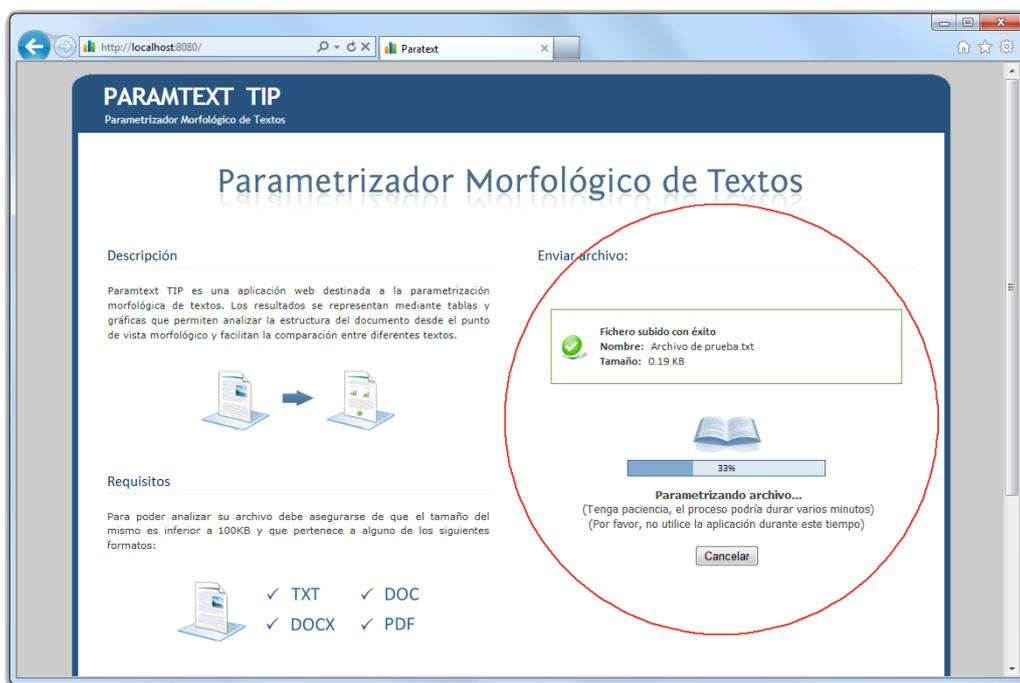 http://localhost:8080/
Paratext
PARAMTEXT TIP
Parametrizador Morfológico de Textos
Parametrizador Morfológico de Textos
Descripción
Paramtext TIP es una aplicación web destinada a la parametrización
morfológica de textos. Los resultados se representan mediante tablas y
gráficas que permiten analizar la estructura del documento desde el punto
de vista morfológico y facilitan la comparación entre diferentes textos.
Requisitos
Para poder analizar su archivo debe asegurarse de que el tamaño del
mismo es inferior a 100KB y que pertenece a alguno de los siguientes
formatos:
TXT DOC
DOCX PDF
Enviar archivo:
Fichero subido con éxito
Nombre: Archivo de prueba.txt
Tamaño: 0.19 KB
33%
Parametrizando archivo...
(Tenga paciencia, el proceso podría durar varios minutos)
(Por favor, no utilice la aplicación durante este tiempo)
Cancelar